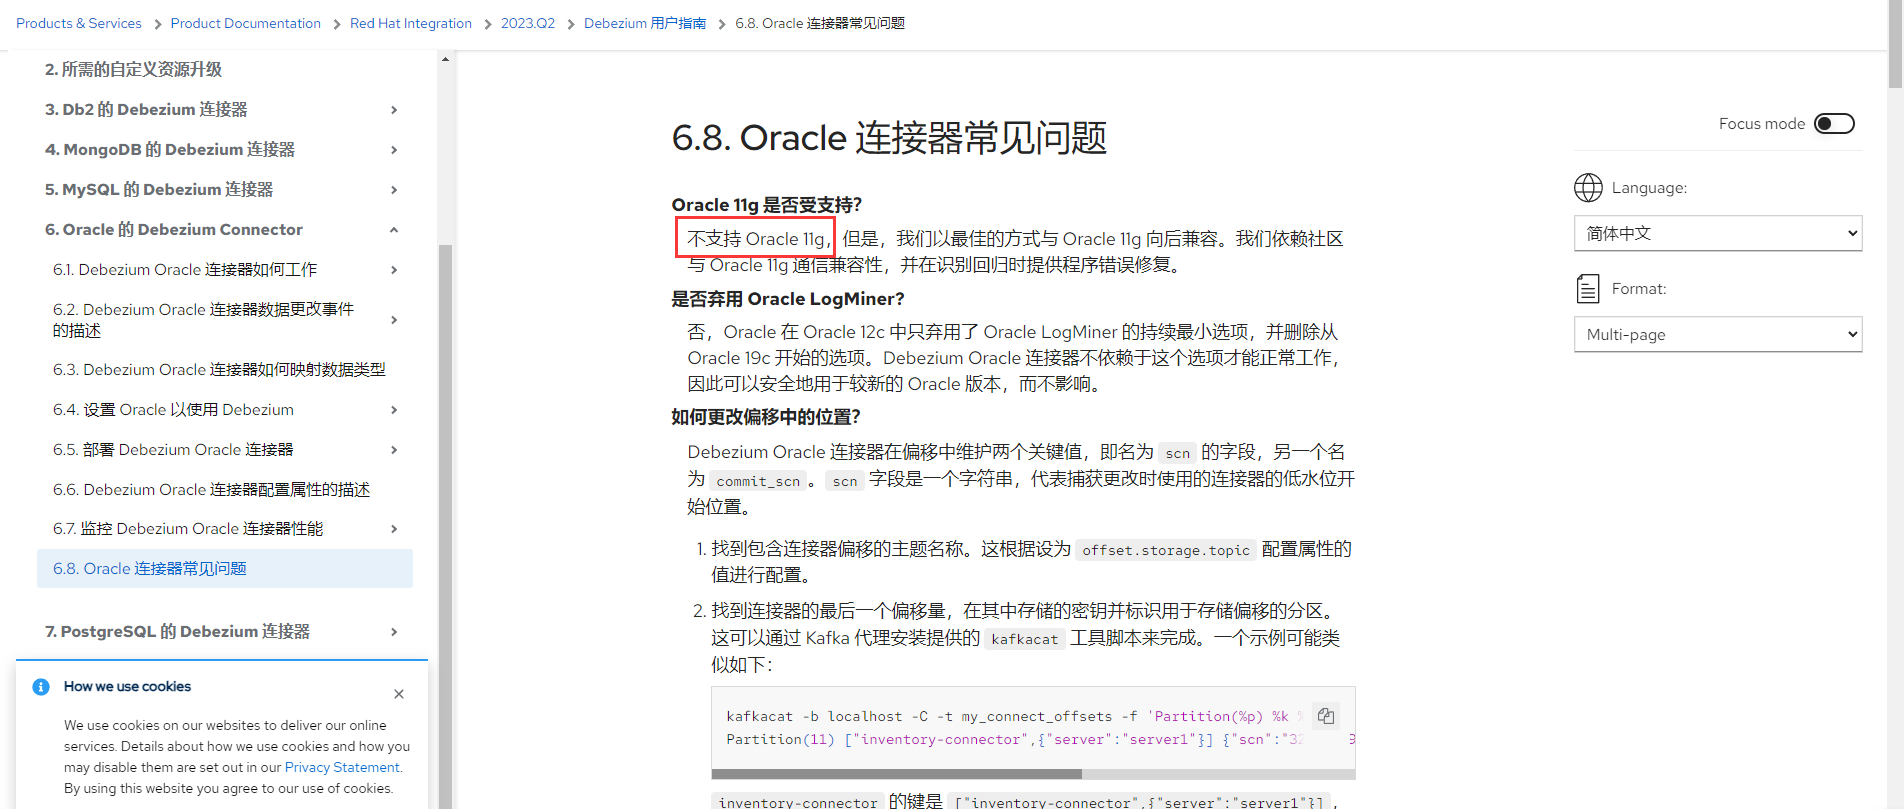 Products & Services > Product Documentation > Red Hat Integration > 2023.Q2 > Debezium 用户指南 > 6.8. Oracle 连接器常见问题
2. 所需的自定义资源升级
3. Db2 的 Debezium 连接器
4. MongoDB 的 Debezium 连接器
5. MySQL 的 Debezium 连接器
6. Oracle 的 Debezium Connector
6.1. Debezium Oracle 连接器如何工作
6.2. Debezium Oracle 连接器数据更改事件
的描述
6.3. Debezium Oracle 连接器如何映射数据类型
6.4. 设置 Oracle 以使用 Debezium
6.5. 部署 Debezium Oracle 连接器
6.6. Debezium Oracle 连接器配置属性的描述
6.7. 监控 Debezium Oracle 连接器性能
6.8. Oracle 连接器常见问题
7. PostgreSQL 的 Debezium 连接器
How we use cookies
We use cookies on our websites to deliver our online
services. Details about how we use cookies and how you
may disable them are set out in our Privacy Statement.
By using this website you agree to our use of cookies.
6.8. Oracle 连接器常见问题
Oracle 11g 是否受支持?
不支持 Oracle 11g，但是，我们以最佳的方式与 Oracle 11g 向后兼容。我们依赖社区
与 Oracle 11g 通信兼容性，并在识别回归时提供程序错误修复。
是否弃用 Oracle LogMiner?
否，Oracle 在 Oracle 12c 中只弃用了 Oracle LogMiner 的持续最小选项，并删除从
Oracle 19c 开始的选项。Debezium Oracle 连接器不依赖于这个选项才能正常工作，
因此可以安全地用于较新的 Oracle 版本，而不影响。
如何更改偏移中的位置?
Debezium Oracle 连接器在偏移中维护两个关键值，即名为 scn 的字段，另一个名
为 commit_scn 。 scn 字段是一个字符串，代表捕获更改时使用的连接器的低水位开
始位置。
1. 找到包含连接器偏移的主题名称。这根据设为 offset.storage.topic 配置属性的
值进行配置。
2. 找到连接器的最后一个偏移量，在其中存储的密钥并标识用于存储偏移的分区。
这可以通过 Kafka 代理安装提供的 kafkacat 工具脚本来完成。一个示例可能类
似如下：
kafkacat -b localhost -C -t my_connect_offsets -f 'Partition(%p) %k %
Partition(11) ["inventory-connector",{"server":"server1"}] {"scn":"32
inventory-connector 的键是 ["inventory-connector",{"server":"server1"}]，
Focus mode
Language:
简体中文
Format:
Multi-page